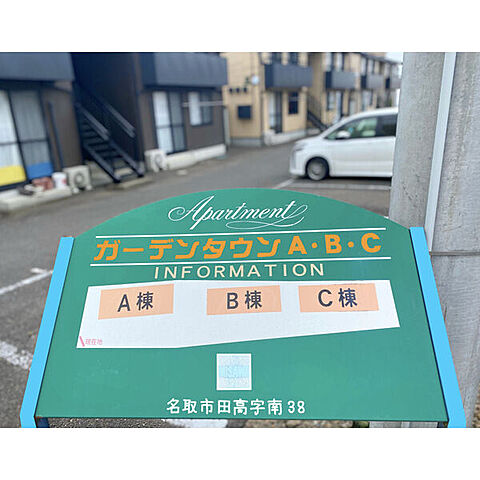 Apartment
ガーデンタウンA・B・C
INFORMATION
A棟 B棟 C棟
現在地
名取市田高字南38